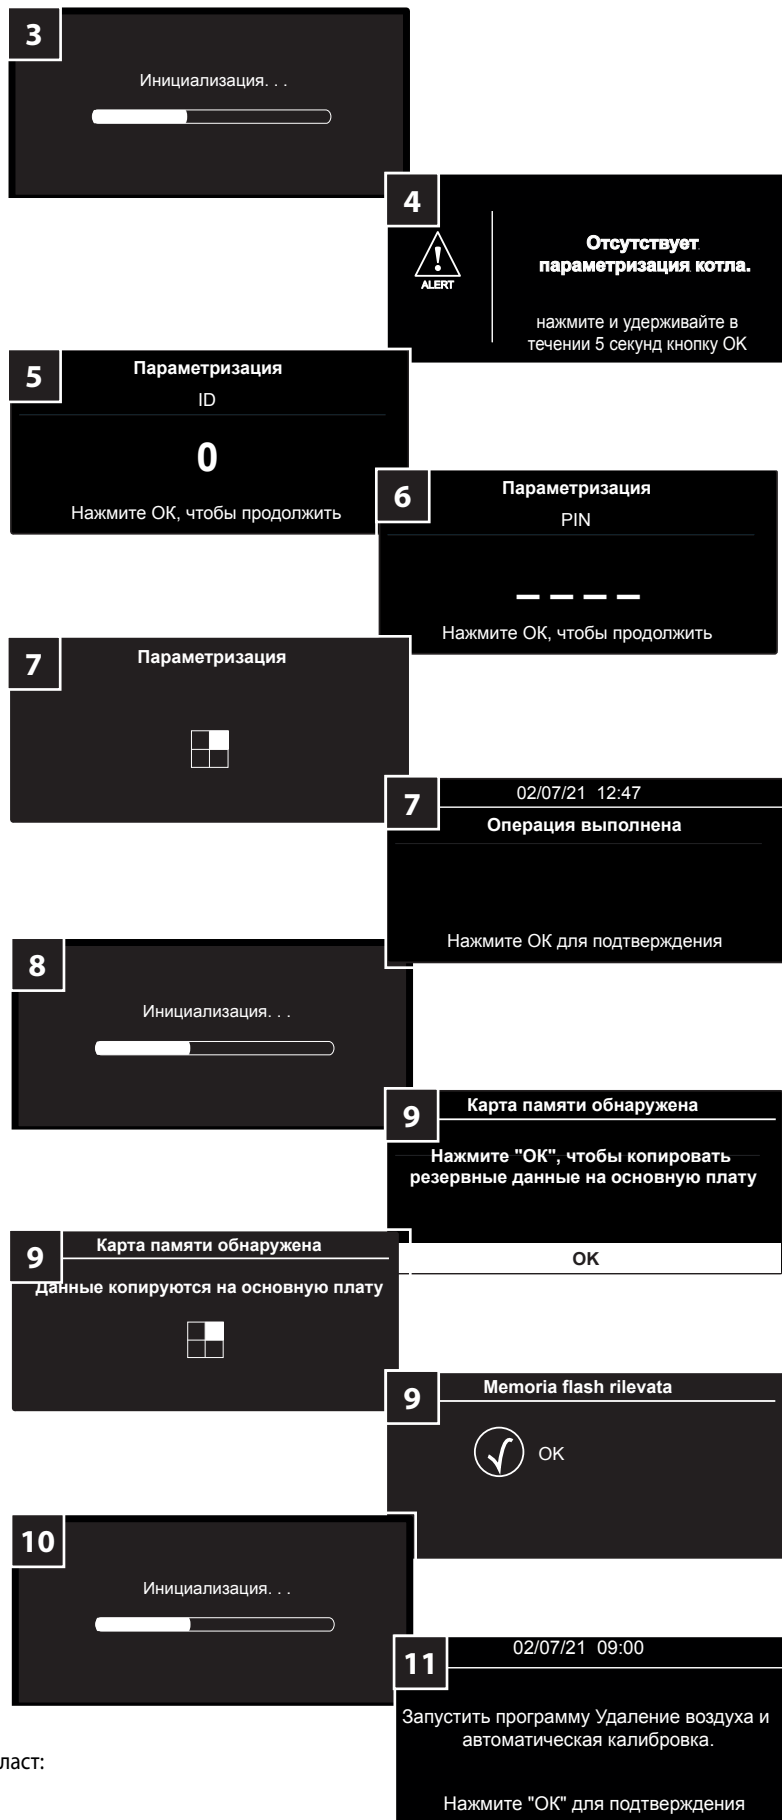 3
Инициализация. . .
4
ALERT
Отсутствует
параметризация котла.
нажмите и удерживайте в
течении 5 секунд кнопку OK
5
Параметризация
ID
0
Нажмите ОК, чтобы продолжить
6
Параметризация
PIN
_ _ _ _
Нажмите ОК, чтобы продолжить
7
Параметризация
7
02/07/21 12:47
Операция выполнена
Нажмите ОК для подтверждения
8
Инициализация. . .
9
Карта памяти обнаружена
Нажмите "ОК", чтобы копировать
резервные данные на основную плату
OK
9
Карта памяти обнаружена
Данные копируются на основную плату
9
Memoria flash rilevata
OK
10
Инициализация. . .
11
02/07/21 09:00
Запустить программу Удаление воздуха и
автоматическая калибровка.
Нажмите "ОК" для подтверждения
ласт: